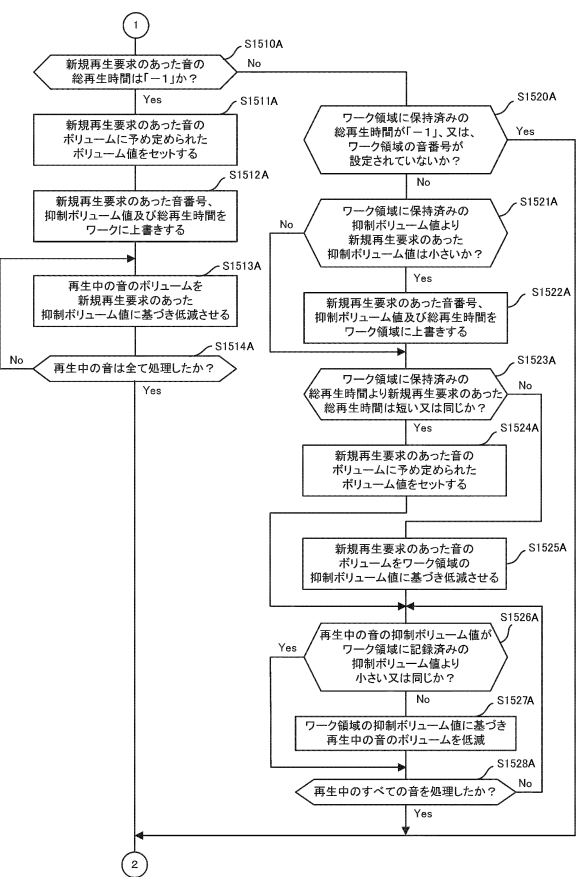 1
S1510A
新規再生要求のあった音の
総再生時間は「－1」か？
No
Yes
S1511A
新規再生要求のあった音の
ボリュームに予め定められた
ボリューム値をセットする
S1512A
新規再生要求のあった音番号、
抑制ボリューム値及び総再生時間を
ワークに上書きする
S1513A
再生中の音のボリュームを
新規再生要求のあった
抑制ボリューム値に基づき低減させる
S1514A
No
再生中の音は全て処理したか？
Yes
S1520A
ワーク領域に保持済みの
総再生時間が「－1」、又は、
ワーク領域の音番号が
設定されていないか？
Yes
No
S1521A
ワーク領域に保持済みの
抑制ボリューム値より
新規再生要求のあった
抑制ボリューム値は小さいか？
No
Yes
S1522A
新規再生要求のあった音番号、
抑制ボリューム値及び総再生時間を
ワーク領域に上書きする
S1523A
ワーク領域に保持済みの
総再生時間より新規再生要求のあった
総再生時間は短い又は同じか？
No
Yes
S1524A
新規再生要求のあった音の
ボリュームに予め定められた
ボリューム値をセットする
S1525A
新規再生要求のあった音の
ボリュームをワーク領域の
抑制ボリューム値に基づき低減させる
S1526A
再生中の音の抑制ボリューム値が
ワーク領域に記録済みの
抑制ボリューム値より
小さい又は同じか？
Yes
No
S1527A
ワーク領域の抑制ボリューム値に基づき
再生中の音のボリュームを低減
S1528A
再生中のすべての音を処理したか？
No
Yes
2